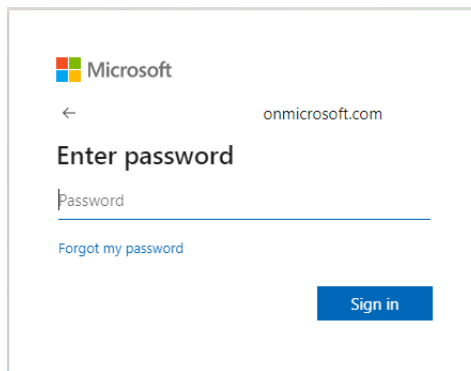 Microsoft
← onmicrosoft.com
Enter password
Password
Forgot my password
Sign in